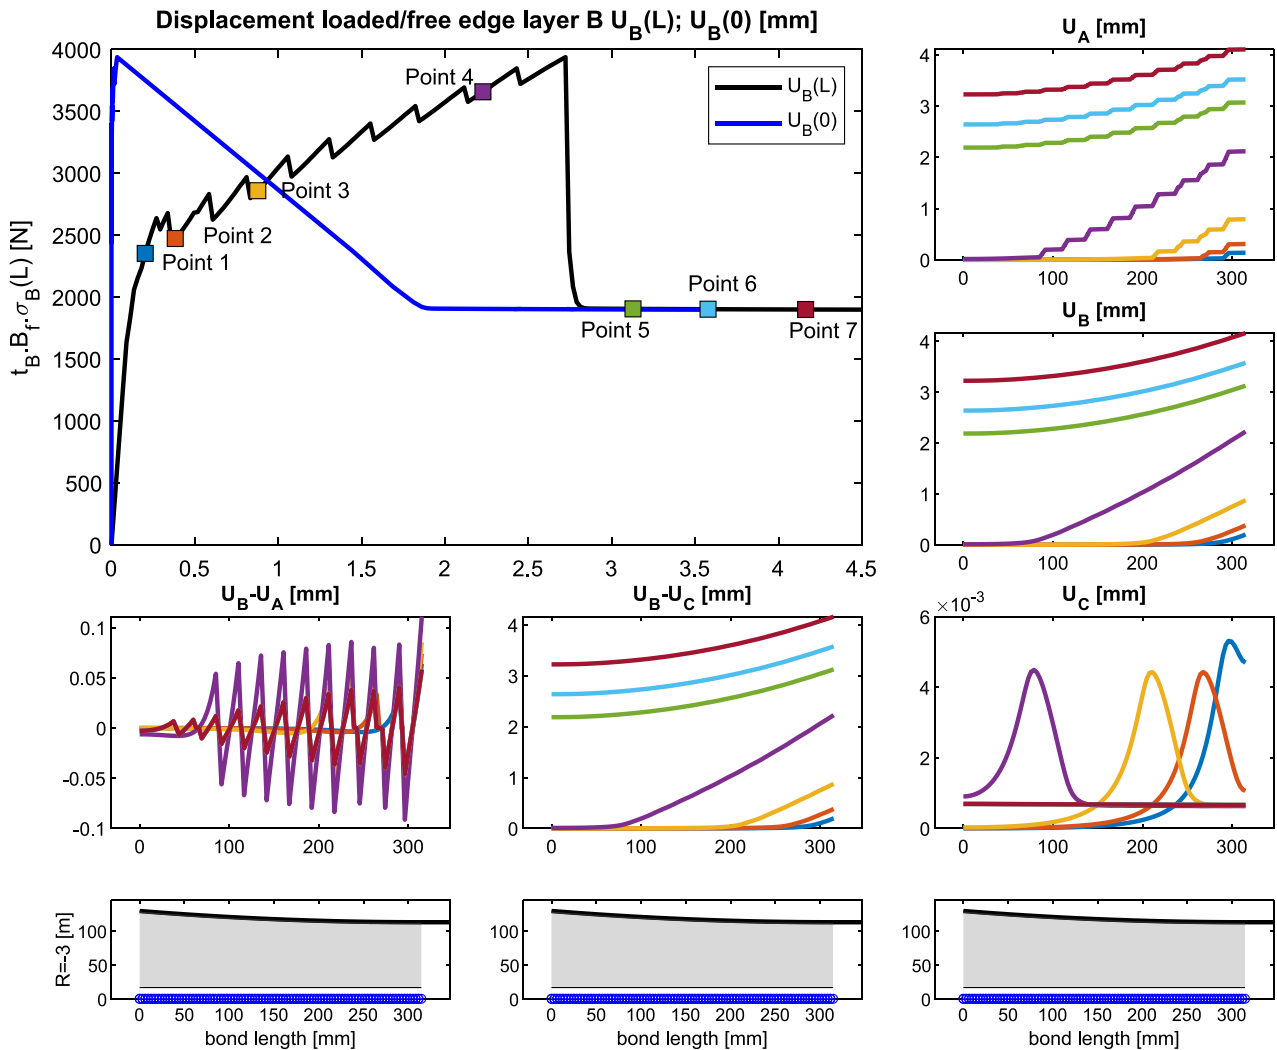 Displacement loaded/free edge layer B U_B(L); U_B(0) [mm]
t_B.B_f.σ_B(L) [N]
4000
3500
3000
2500
2000
1500
1000
500
0
0 0.5 1 1.5 2 2.5 3 3.5 4 4.5
U_B(L)
U_B(0)
Point 1
Point 2
Point 3
Point 4
Point 5
Point 6
Point 7
U_A [mm]
4
3
2
1
0
0 100 200 300
U_B [mm]
4
3
2
1
0
0 100 200 300
U_B-U_A [mm]
0.1
0.05
0
-0.05
-0.1
0 100 200 300
U_B-U_C [mm]
4
3
2
1
0
0 100 200 300
U_C [mm]
×10^-3
6
4
2
0
0 100 200 300
R=-3 [m]
100
50
0
0 50 100 150 200 250 300
bond length [mm]
100
50
0
0 50 100 150 200 250 300
bond length [mm]
100
50
0
0 50 100 150 200 250 300
bond length [mm]